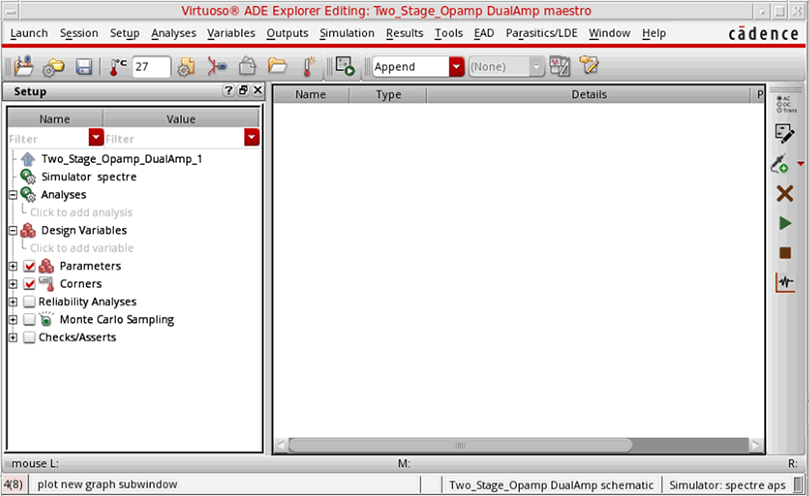 Virtuoso® ADE Explorer Editing: Two_Stage_Opamp DualAmp maestro
Launch Session Setup Analyses Variables Outputs Simulation Results Tools EAD Parasitics/LDE Window Help cādence
°C 27 Append (None)
Setup ?
Name Value
Filter Filter
Two_Stage_Opamp_DualAmp_1
Simulator spectre
Analyses
Click to add analysis
Design Variables
Click to add variable
Parameters
Corners
Reliability Analyses
Monte Carlo Sampling
Checks/Asserts
Name Type Details P
AC
DC
Trans
mouse L: M: R:
4(8) plot new graph subwindow Two_Stage_Opamp DualAmp schematic Simulator: spectre aps